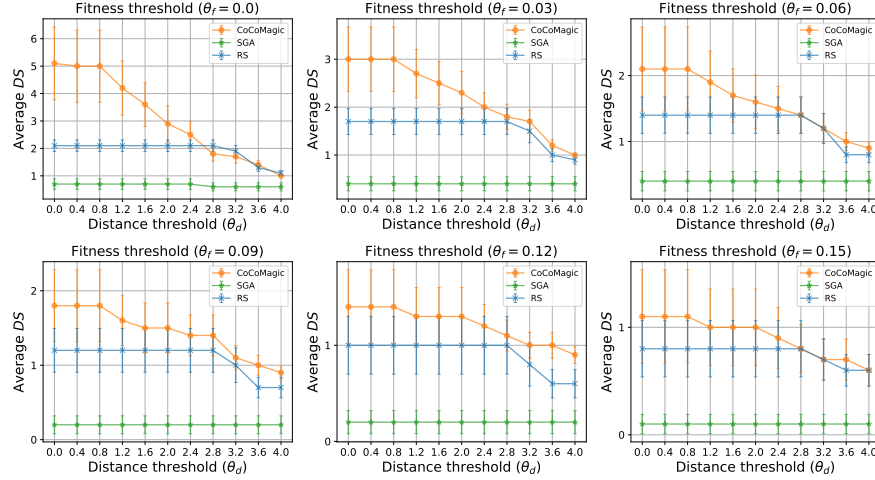 Fitness threshold (θf = 0.0)
Average DS
6
5
4
3
2
1
CoCoMagic
SGA
RS
0.0 0.4 0.8 1.2 1.6 2.0 2.4 2.8 3.2 3.6 4.0
Distance threshold (θd)
Fitness threshold (θf = 0.03)
Average DS
3
2
1
CoCoMagic
SGA
RS
0.0 0.4 0.8 1.2 1.6 2.0 2.4 2.8 3.2 3.6 4.0
Distance threshold (θd)
Fitness threshold (θf = 0.06)
Average DS
2
1
CoCoMagic
SGA
RS
0.0 0.4 0.8 1.2 1.6 2.0 2.4 2.8 3.2 3.6 4.0
Distance threshold (θd)
Fitness threshold (θf = 0.09)
Average DS
2
1
0
CoCoMagic
SGA
RS
0.0 0.4 0.8 1.2 1.6 2.0 2.4 2.8 3.2 3.6 4.0
Distance threshold (θd)
Fitness threshold (θf = 0.12)
Average DS
1
0
CoCoMagic
SGA
RS
0.0 0.4 0.8 1.2 1.6 2.0 2.4 2.8 3.2 3.6 4.0
Distance threshold (θd)
Fitness threshold (θf = 0.15)
Average DS
1
0
CoCoMagic
SGA
RS
0.0 0.4 0.8 1.2 1.6 2.0 2.4 2.8 3.2 3.6 4.0
Distance threshold (θd)